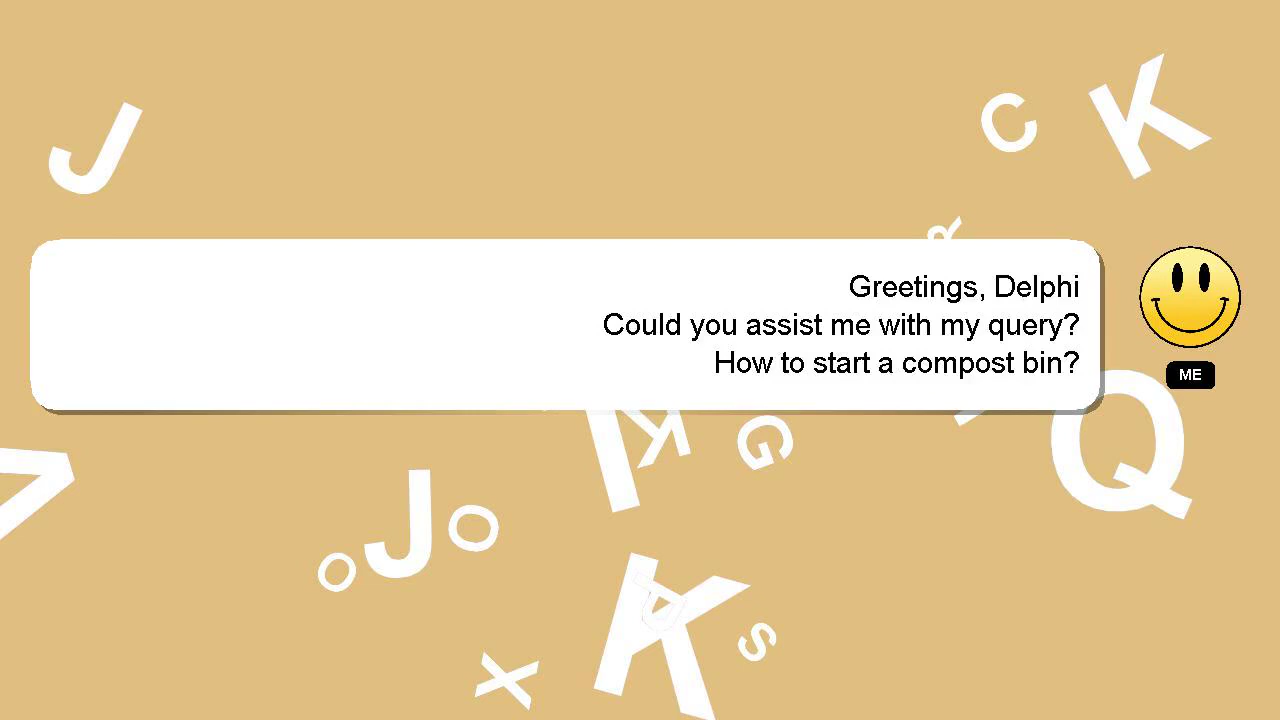 J
C
K
R
Greetings, Delphi
Could you assist me with my query?
How to start a compost bin?
ME
K
G
Q
J
O
O
K
P
S
X